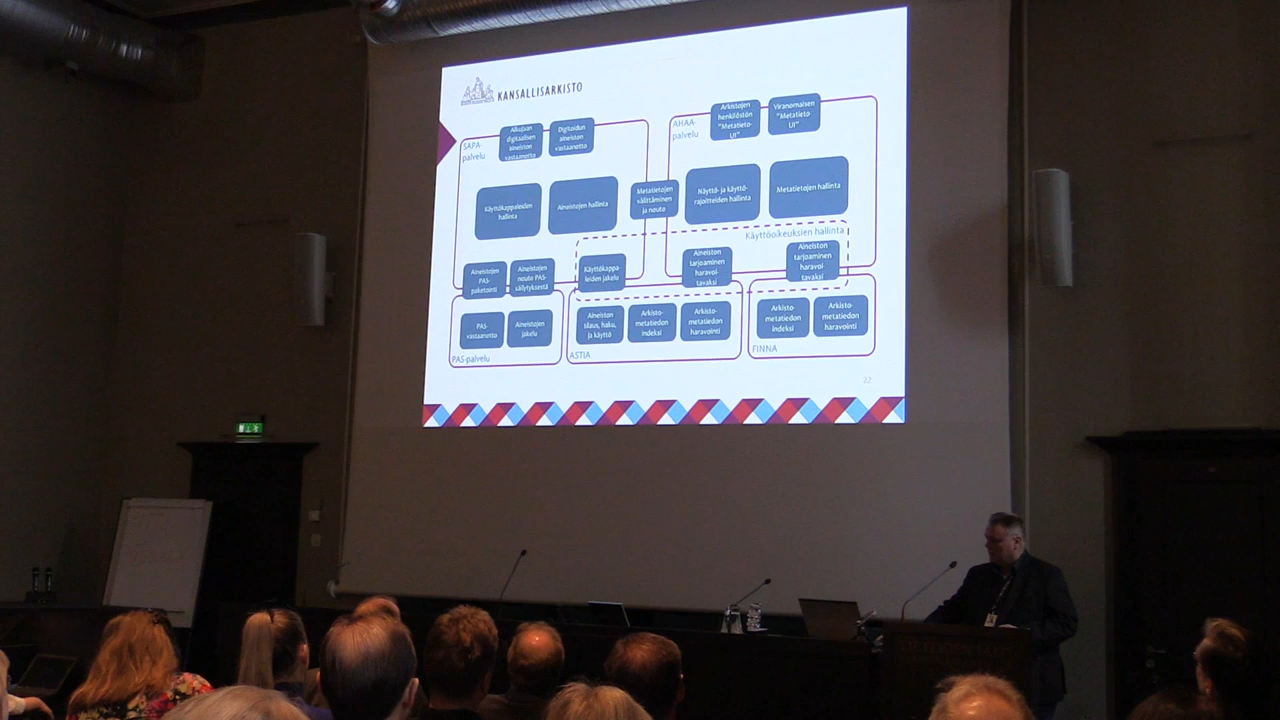 KANSALLISARKISTO
SAPA-
palvelu
Alkujaan
digitaalisen
aineiston
vastaanotto
Digitoidun
aineiston
vastaanotto
AHAA-
palvelu
Arkistojen
henkilöstön
"Metatieto-
UI"
Viranomaisen
"Metatieto-
UI"
Käyttökappaleiden
hallinta
Aineistojen hallinta
Metatietojen
välittäminen
ja nouto
Näyttö- ja käyttö-
rajoitteiden hallinta
Metatietojen hallinta
Käyttöoikeuksien hallinta
Aineistojen
PAS-
paketointi
Aineistojen
nouto PAS-
säilytyksestä
Käyttökappa-
leiden jakelu
Aineiston
tarjoaminen
haravoi-
tavaksi
Aineiston
tarjoaminen
haravoi-
tavaksi
PAS-
vastaanotto
Aineistojen
jakelu
PAS-palvelu
Aineiston
tilaus, haku,
ja käyttö
Arkisto-
metatiedon
indeksi
Arkisto-
metatiedon
haravointi
ASTIA
Arkisto-
metatiedon
indeksi
Arkisto-
metatiedon
haravointi
FINNA
22